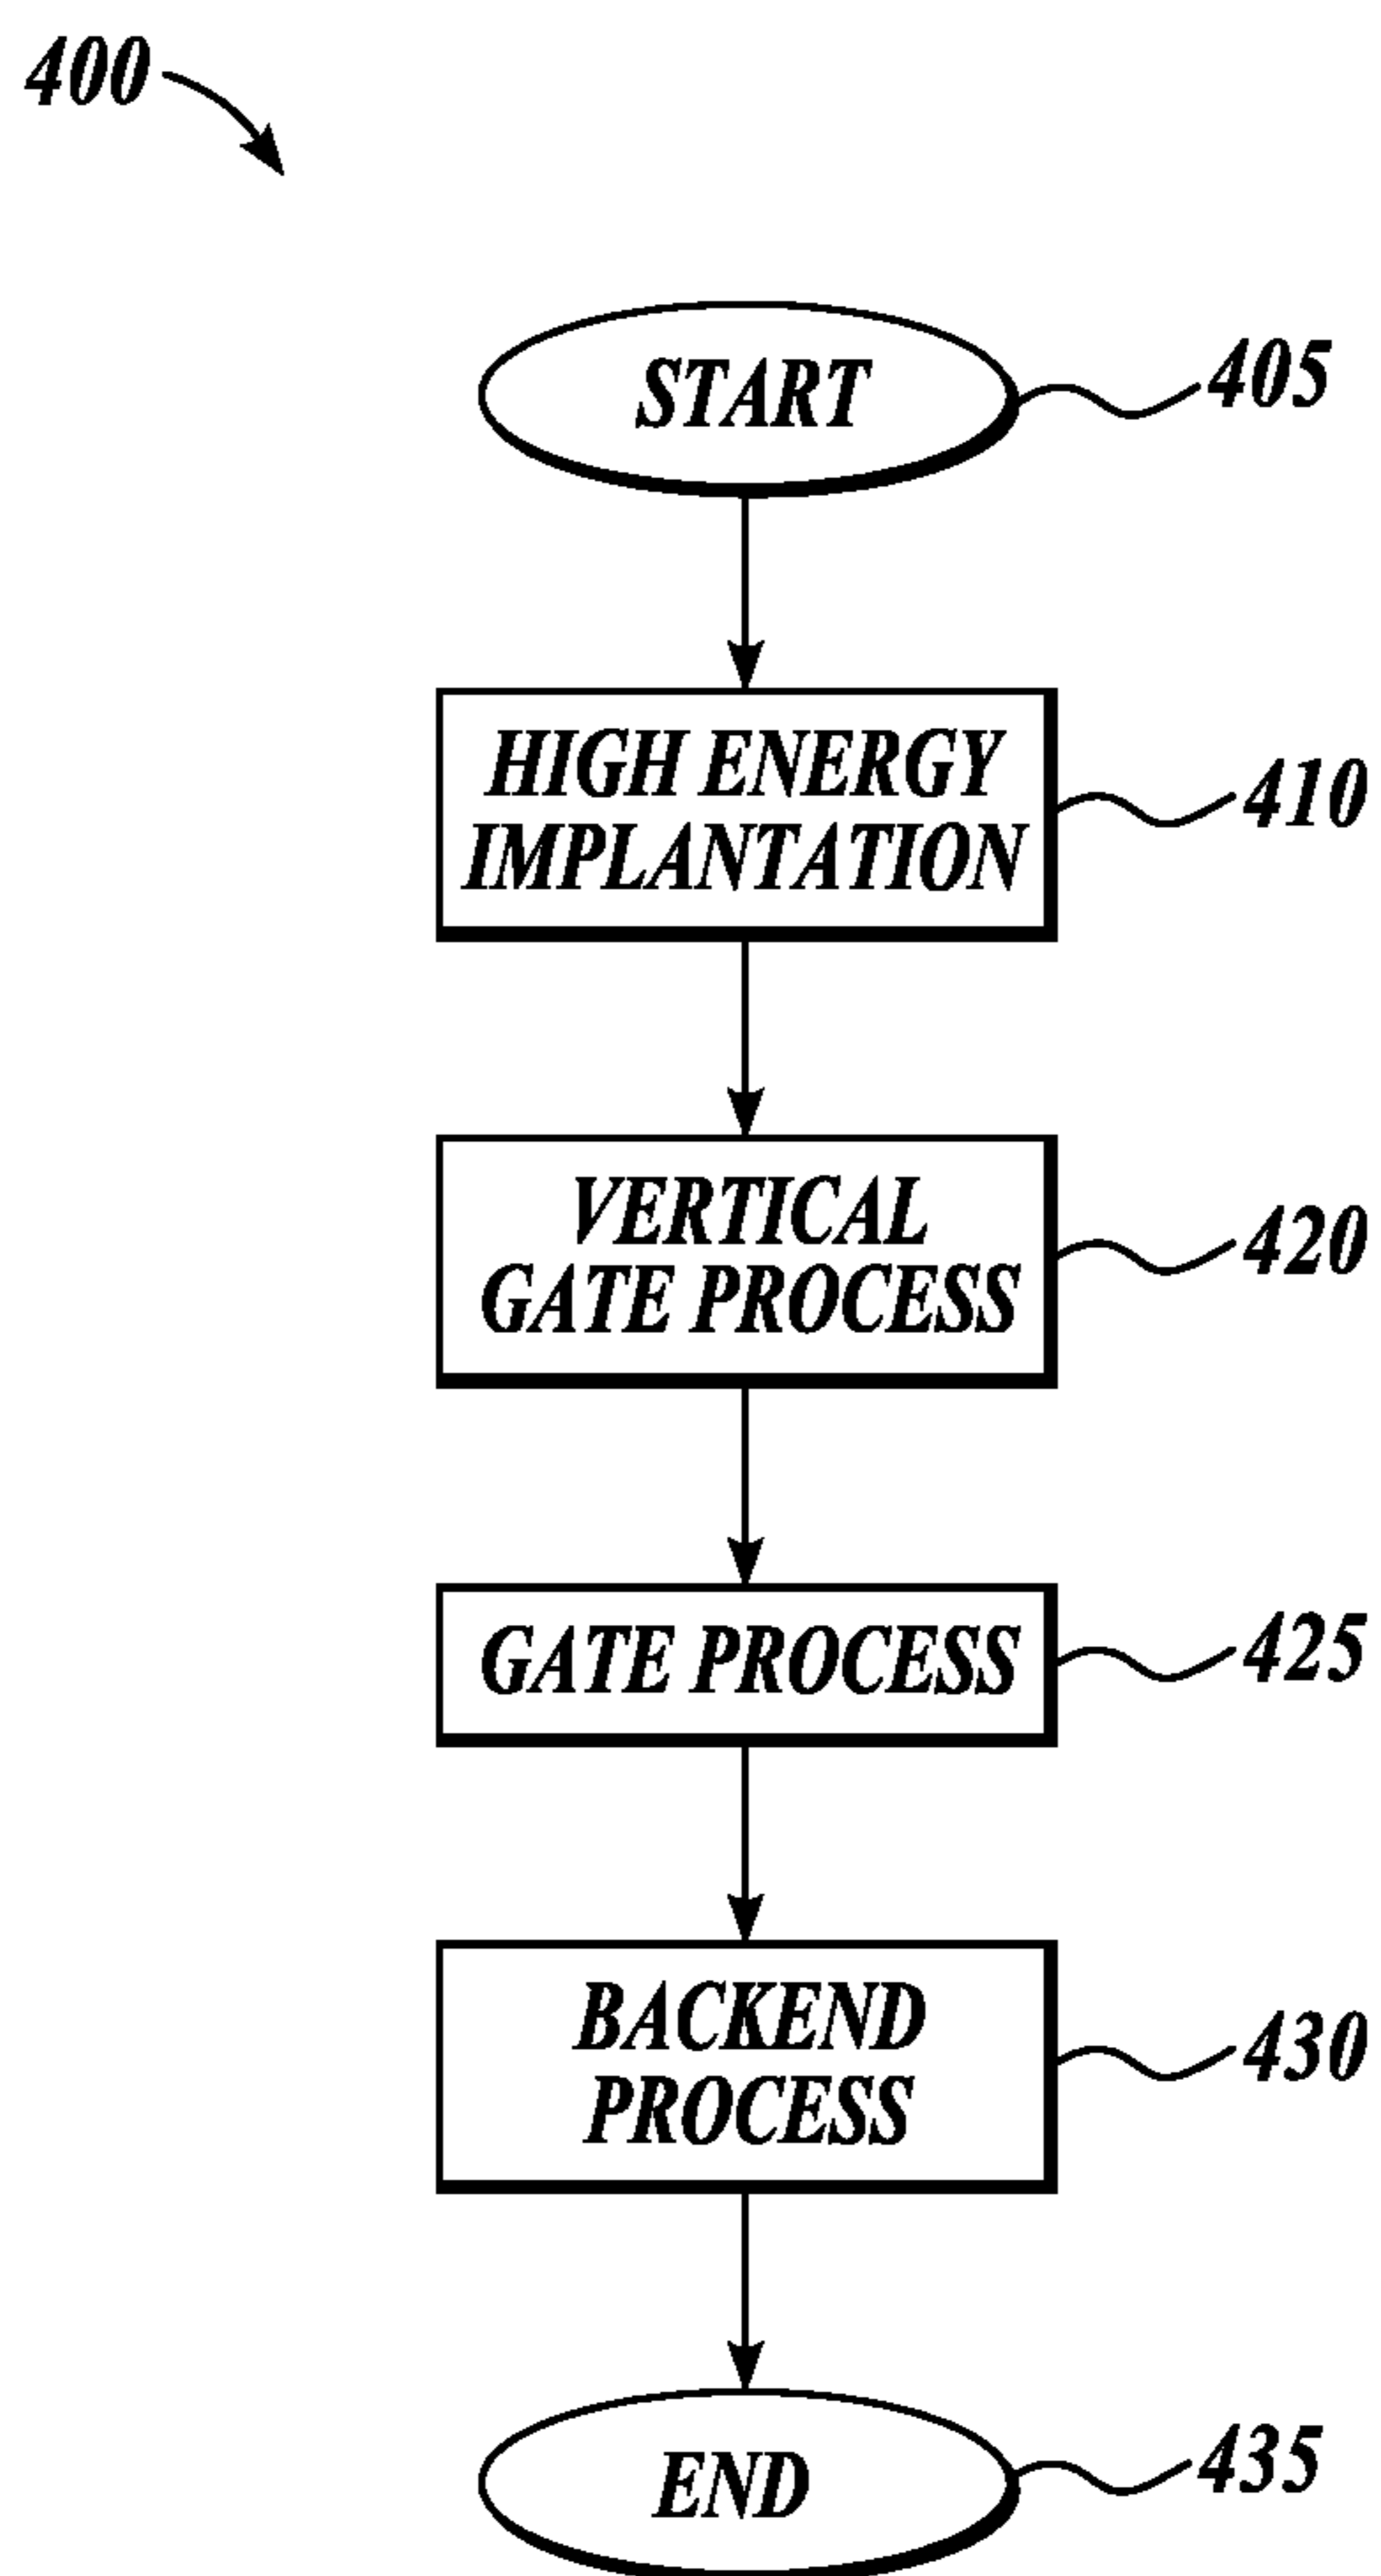 400
START
405
HIGH ENERGY
IMPLANTATION
410
VERTICAL
GATE PROCESS
420
GATE PROCESS
425
BACKEND
PROCESS
430
END
435